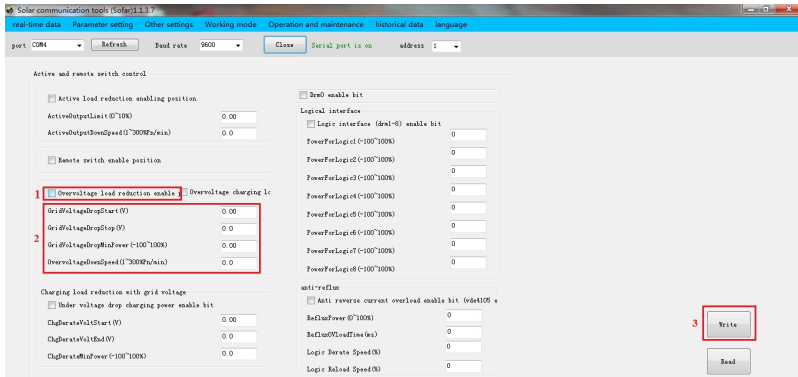 Solar communication tools (Sofar)1.1.3.7
real-time data Parameter setting Other settings Working mode Operation and maintenance historical data language
port COM4 Refresh Baud rate 9600 Close Serial port is on address 1
Active and remote switch control
Active load reduction enabling position
ActiveOutputLimit(0~10%) 0.00
ActiveOutputDownSpeed(1~300%Pn/min) 0.0
Remote switch enable position
1 Overvoltage load reduction enable Overvoltage charging lo
2
GridVoltageDropStart(V) 0.00
GridVoltageDropStop(V) 0.0
GridVoltageDropMinPower(-100~100%) 0.00
OvervoltageDownSpeed(1~300%Pn/min) 0.0
Charging load reduction with grid voltage
Under voltage drop charging power enable bit
ChgDerateVoltStart(V) 0.00
ChgDerateVoltEnd(V) 0.0
ChgDerateMinPower(-100~100%) 0.0
Drm0 enable bit
Logical interface
Logic interface (drm1-8) enable bit
PowerForLogic1(-100~100%) 0
PowerForLogic2(-100~100%) 0
PowerForLogic3(-100~100%) 0
PowerForLogic4(-100~100%) 0
PowerForLogic5(-100~100%) 0
PowerForLogic6(-100~100%) 0
PowerForLogic7(-100~100%) 0
PowerForLogic8(-100~100%) 0
anti-reflux
Anti reverse current overload enable bit (vde4105 e
RefluxPower(0~100%) 0
RefluxOVloadTime(ms) 0
Logic Derate Speed(%) 0
Logic Reload Speed(%) 0
3 Write
Read